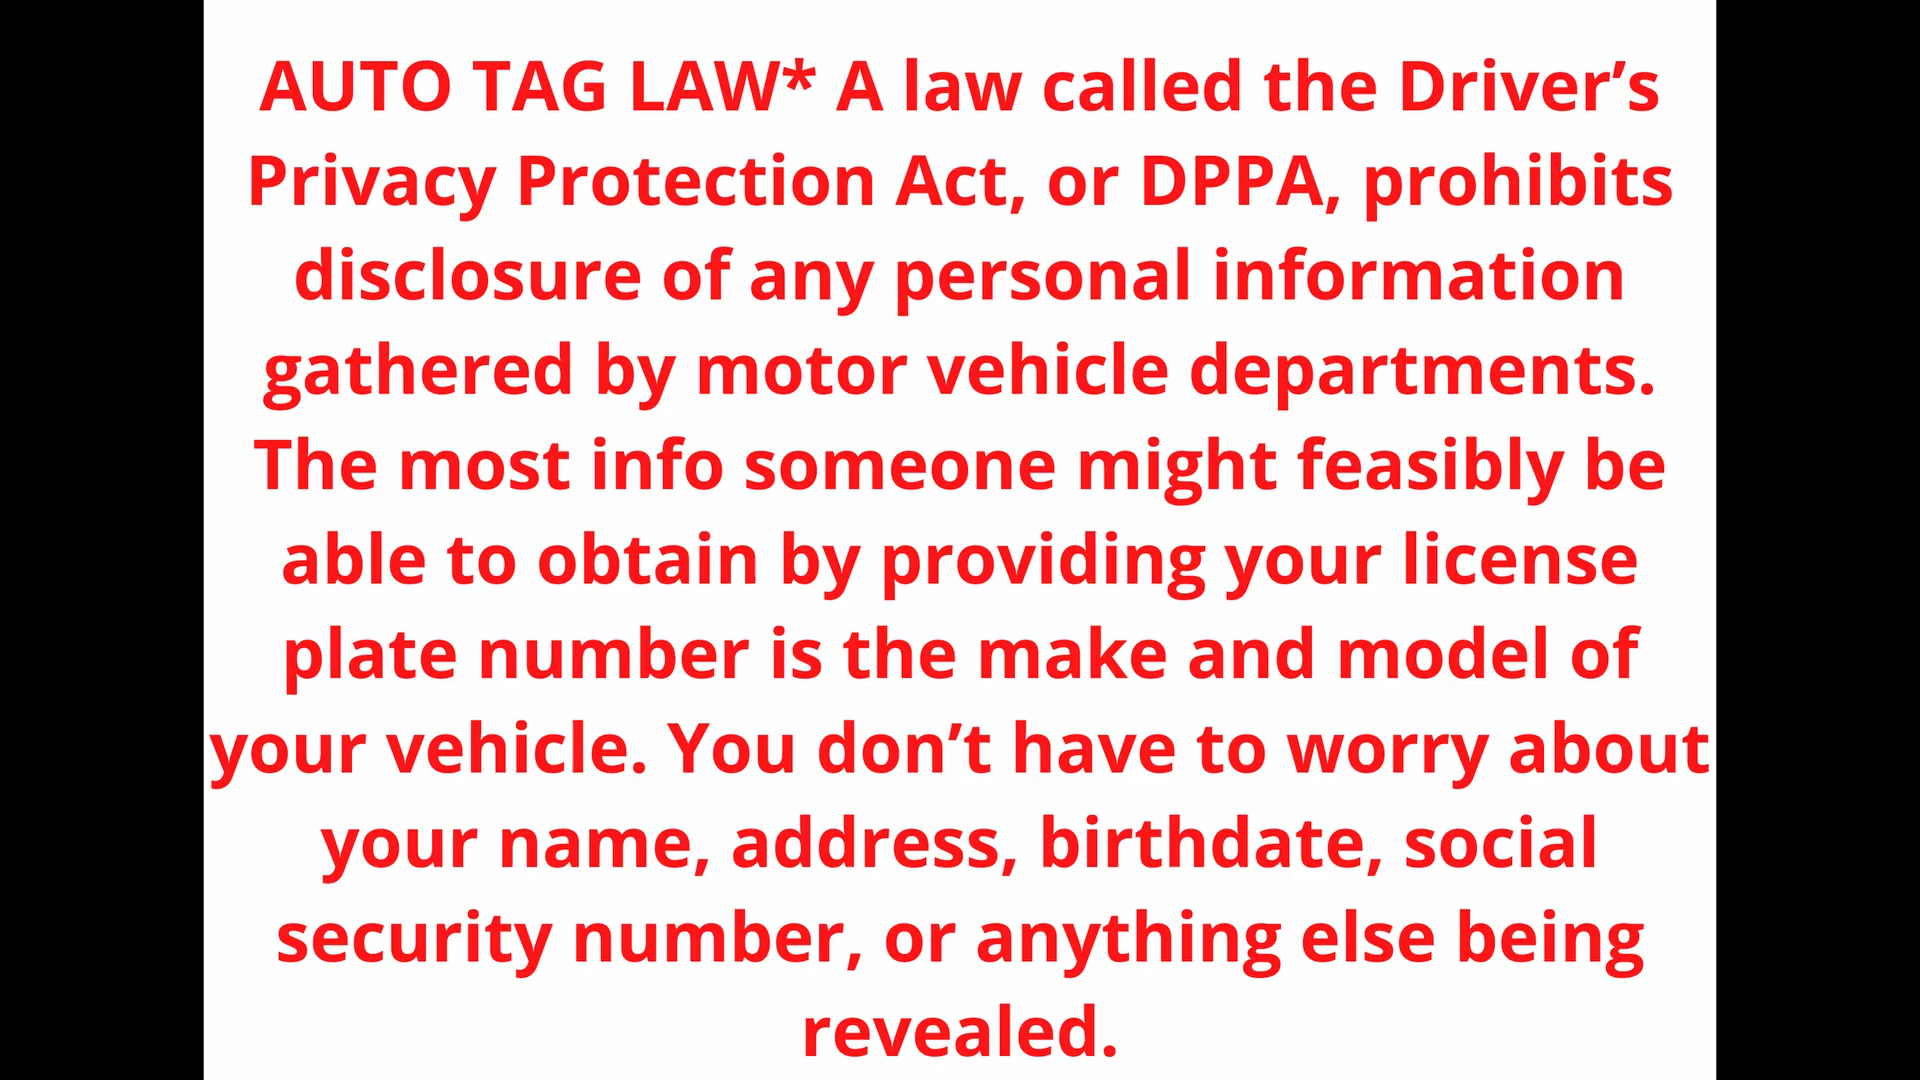 AUTO TAG LAW* A law called the Driver’s
Privacy Protection Act, or DPPA, prohibits
disclosure of any personal information
gathered by motor vehicle departments.
The most info someone might feasibly be
able to obtain by providing your license
plate number is the make and model of
your vehicle. You don’t have to worry about
your name, address, birthdate, social
security number, or anything else being
revealed.